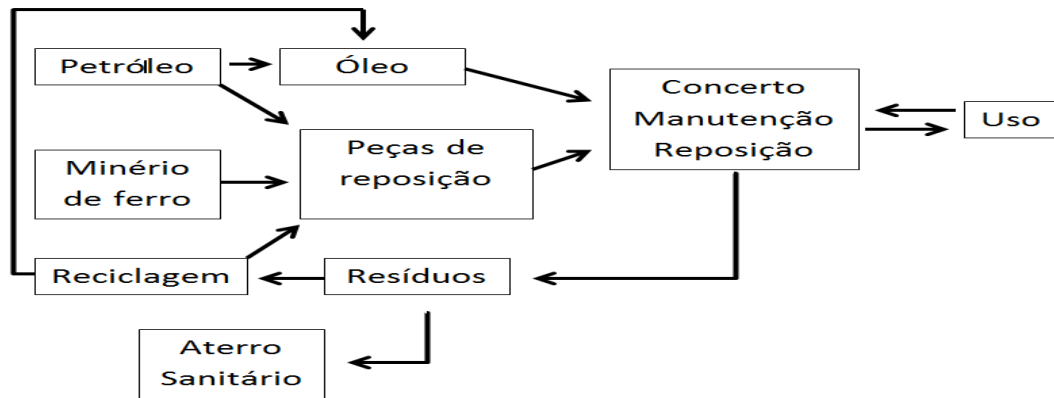 Petróleo
Óleo
Concerto
Manutenção
Reposição
Uso
Peças de
reposição
Minério
de ferro
Reciclagem
Resíduos
Aterro
Sanitário